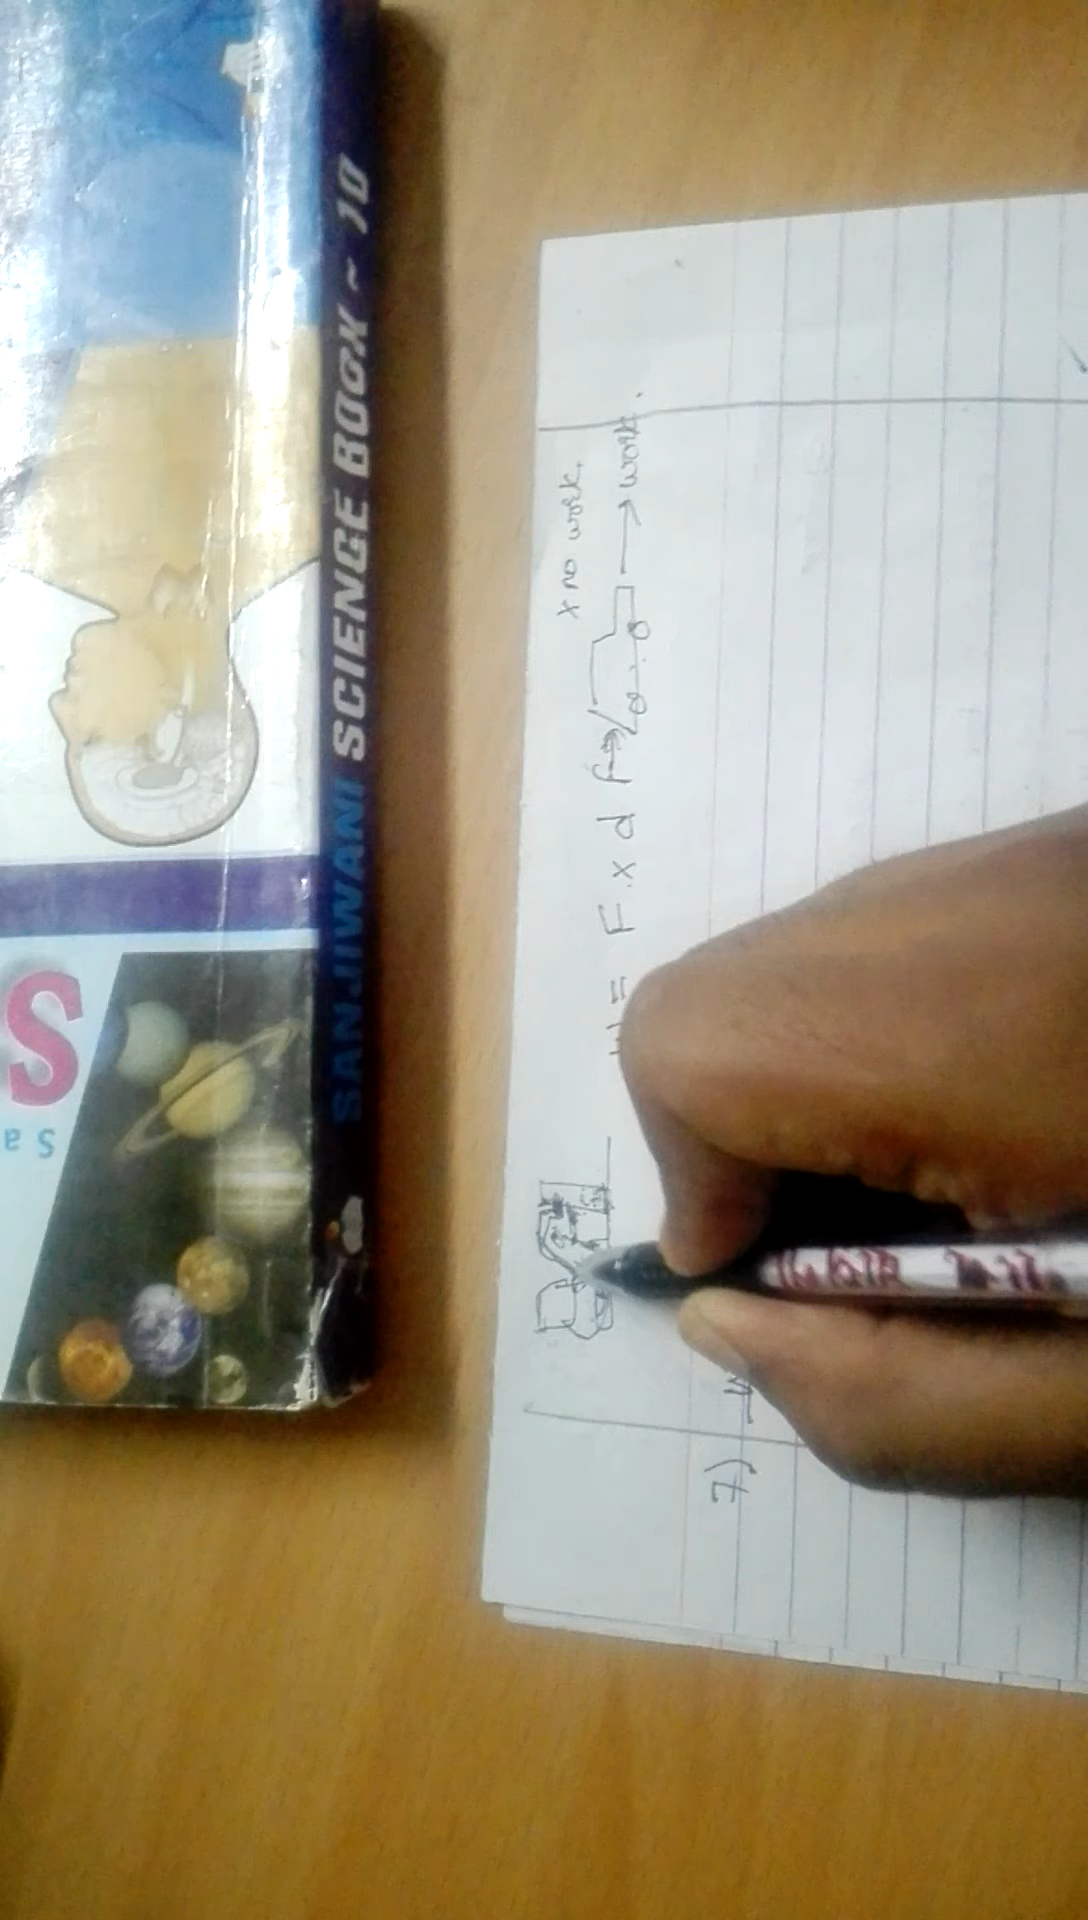 SANJIWANI SCIENCE BOOK - 10
S
S a
x no work.
→ work.
= F x d
7)